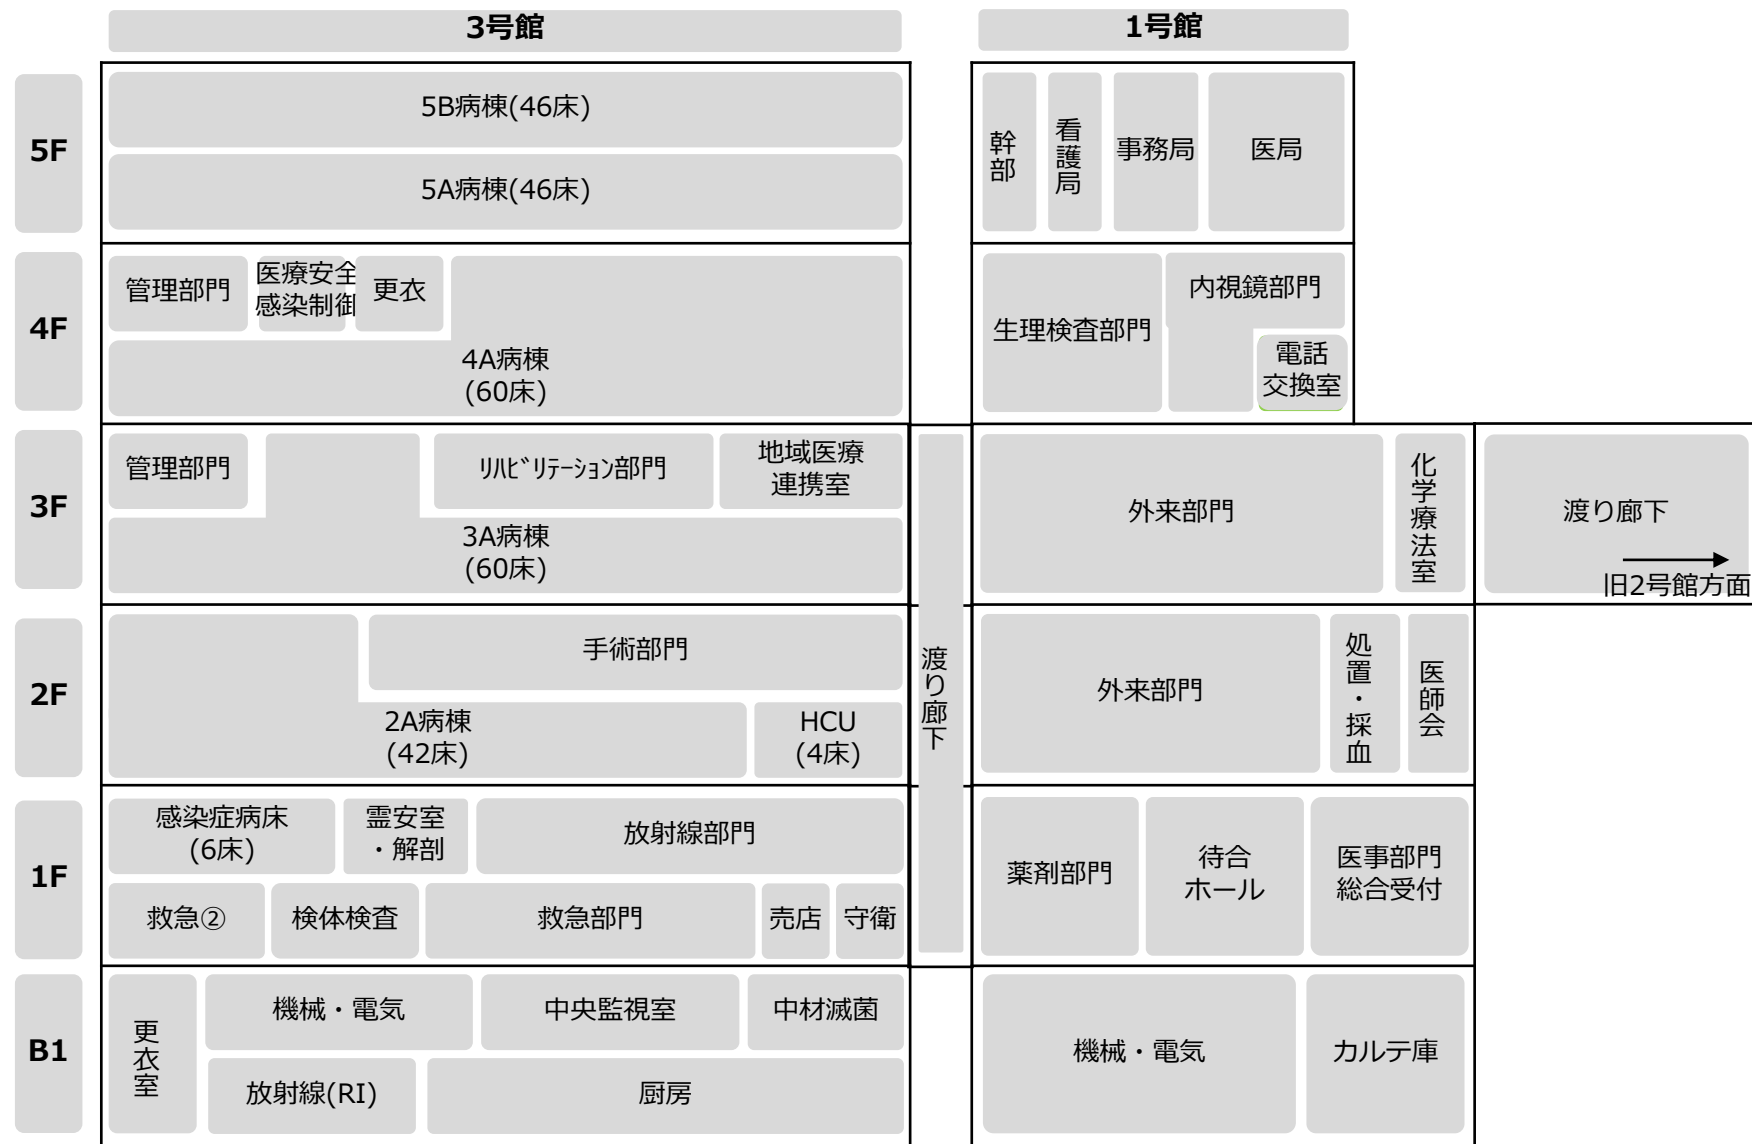 3号館
1号館
5F
5B病棟(46床)
5A病棟(46床)
幹部
看護局
事務局
医局
4F
管理部門
医療安全
感染制御
更衣
4A病棟
(60床)
生理検査部門
内視鏡部門
電話
交換室
3F
管理部門
ﾘﾊﾋﾞﾘﾃｰｼｮﾝ部門
地域医療
連携室
3A病棟
(60床)
外来部門
化学療法室
渡り廊下
旧2号館方面
2F
手術部門
2A病棟
(42床)
HCU
(4床)
渡り廊下
外来部門
処置・採血
医師会
1F
感染症病床
(6床)
霊安室
・解剖
放射線部門
救急②
検体検査
救急部門
売店
守衛
薬剤部門
待合
ホール
医事部門
総合受付
B1
更衣室
機械・電気
中央監視室
中材滅菌
放射線(RI)
厨房
機械・電気
カルテ庫